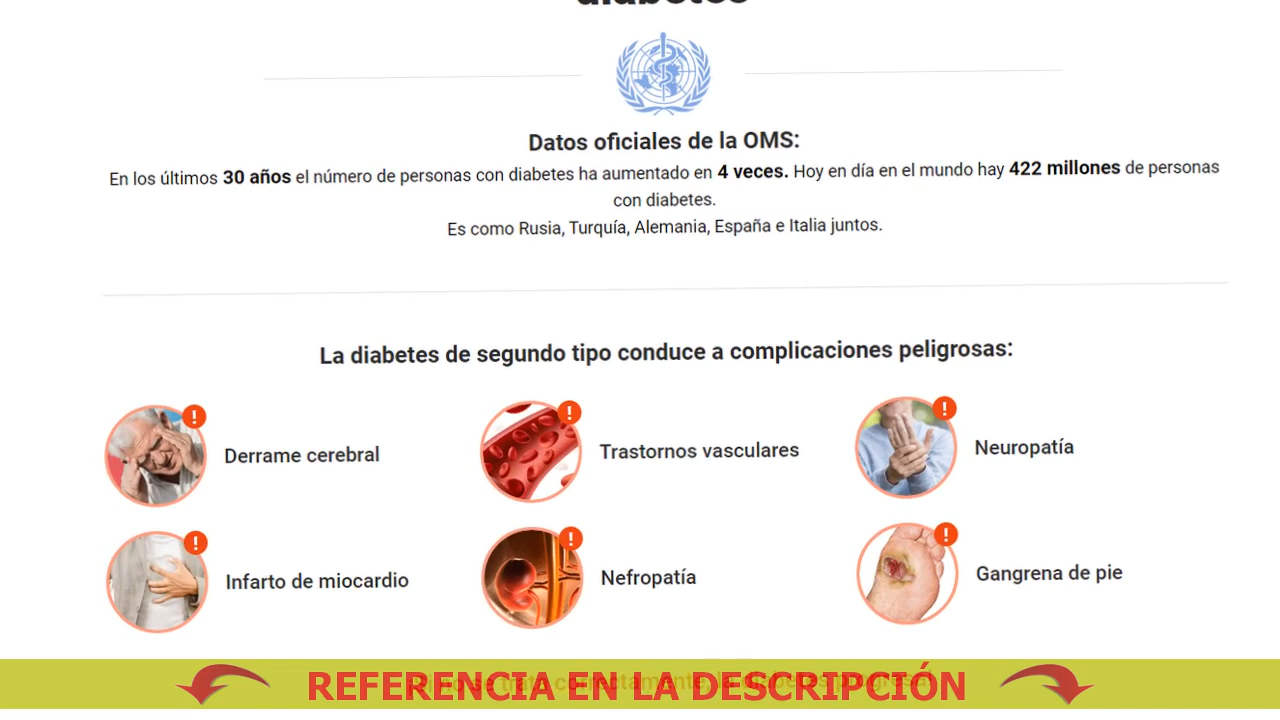 diabetes
Datos oficiales de la OMS:
En los últimos 30 años el número de personas con diabetes ha aumentado en 4 veces. Hoy en día en el mundo hay 422 millones de personas
con diabetes.
Es como Rusia, Turquía, Alemania, España e Italia juntos.
La diabetes de segundo tipo conduce a complicaciones peligrosas:
! Derrame cerebral
! Trastornos vasculares
! Neuropatía
! Infarto de miocardio
! Nefropatía
! Gangrena de pie
REFERENCIA EN LA DESCRIPCIÓN